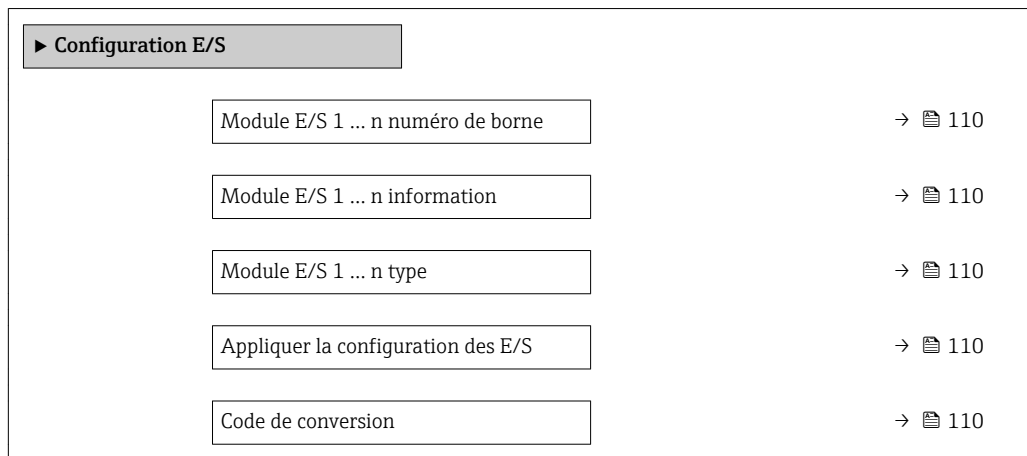 ▶ Configuration E/S
Module E/S 1 … n numéro de borne → 110
Module E/S 1 … n information → 110
Module E/S 1 … n type → 110
Appliquer la configuration des E/S → 110
Code de conversion → 110